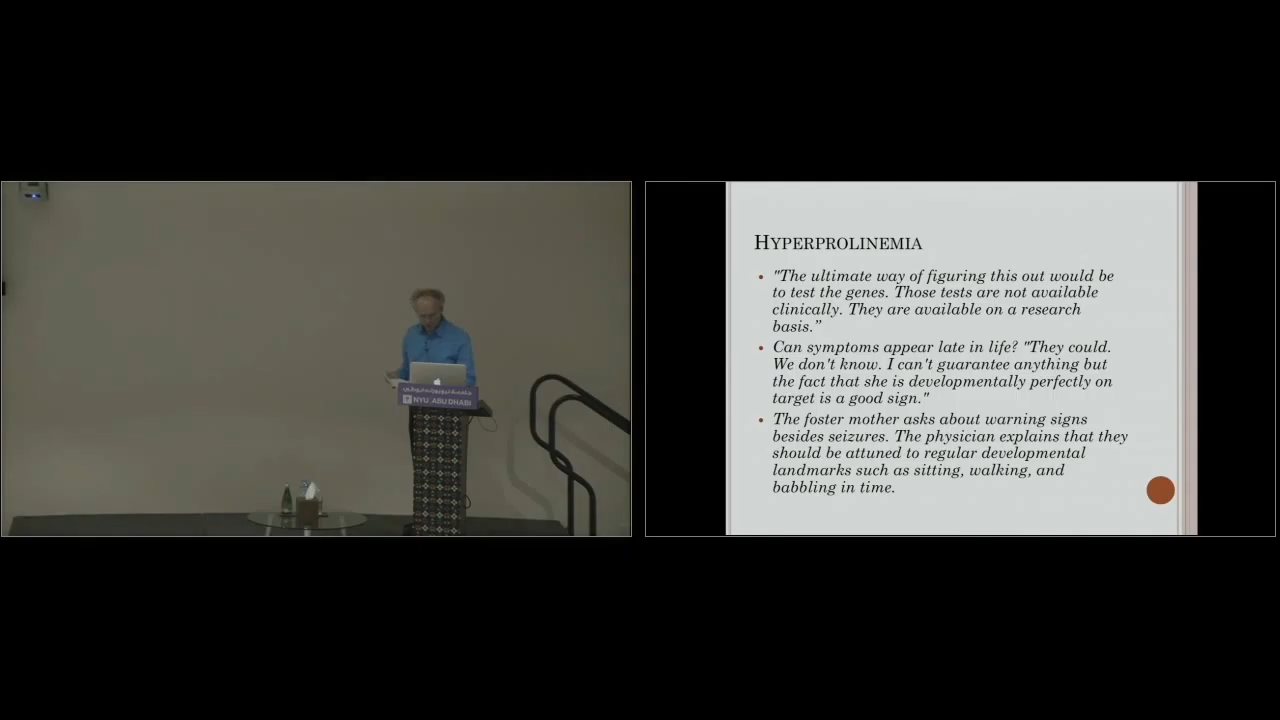 جامعة نيويورك أبوظبي
NYU ABU DHABI
HYPERPROLINEMIA
• "The ultimate way of figuring this out would be
to test the genes. Those tests are not available
clinically. They are available on a research
basis.”
• Can symptoms appear late in life? "They could.
We don't know. I can't guarantee anything but
the fact that she is developmentally perfectly on
target is a good sign."
• The foster mother asks about warning signs
besides seizures. The physician explains that they
should be attuned to regular developmental
landmarks such as sitting, walking, and
babbling in time.